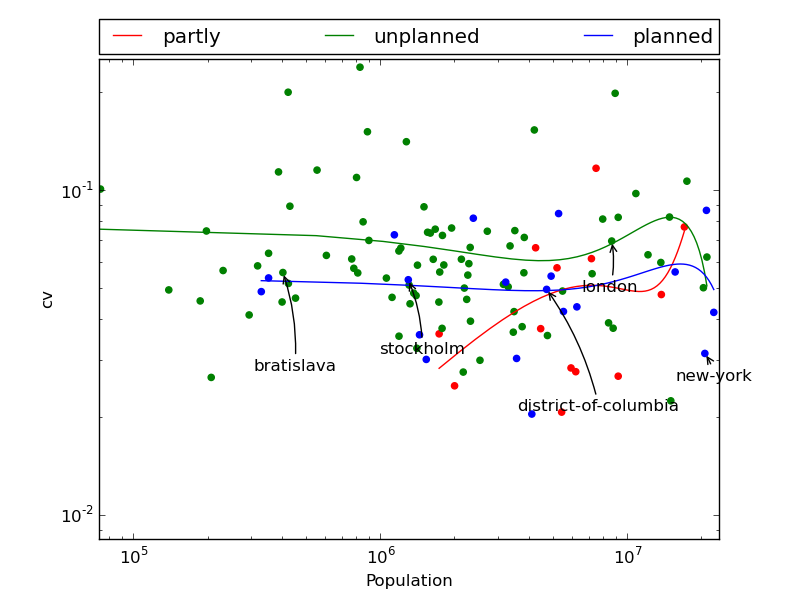 partly unplanned planned
10^-1
10^-2
cv
bratislava
stockholm
london
district-of-columbia
new-york
10^5 10^6 10^7
Population